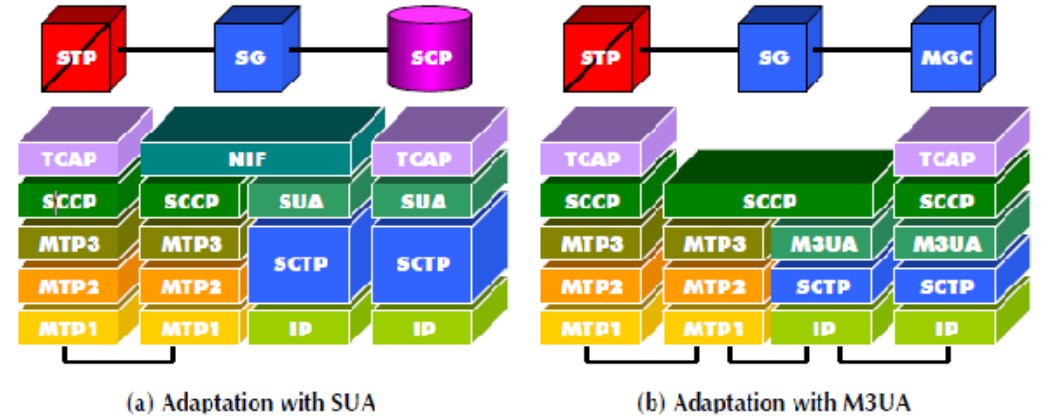 STP SG SCP
TCAP NIF TCAP
SCCP SCCP SUA SUA
MTP3 MTP3 SCTP SCTP
MTP2 MTP2
MTP1 MTP1 IP IP
(a) Adaptation with SUA
STP SG MGC
TCAP TCAP
SCCP SCCP SCCP
MTP3 MTP3 M3UA M3UA
MTP2 MTP2 SCTP SCTP
MTP1 MTP1 IP IP
(b) Adaptation with M3UA